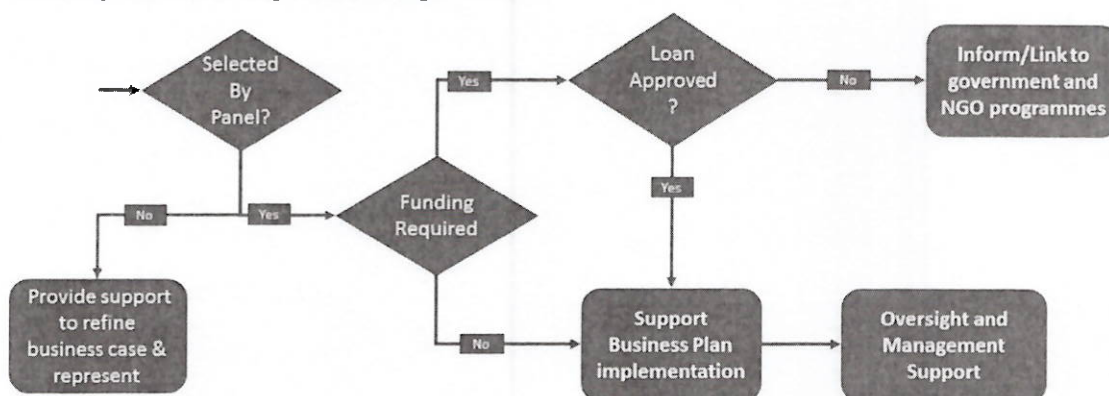 Selected
By
Panel?
Yes
Loan
Approved
?
No
Inform/Link to
government and
NGO programmes
No
Yes
Funding
Required
Yes
Provide support
to refine
business case &
represent
No
Support
Business Plan
implementation
Oversight and
Management
Support